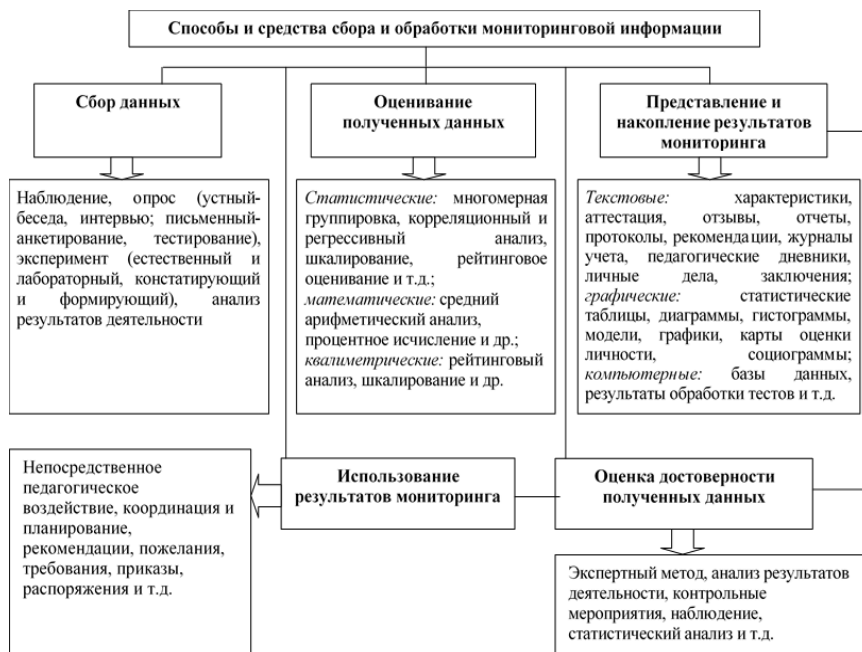 Способы и средства сбора и обработки мониторинговой информации
Сбор данных
Оценивание
полученных данных
Представление и
накопление результатов
мониторинга
Наблюдение, опрос (устный-
беседа, интервью; письменный-
анкетирование, тестирование),
эксперимент (естественный и
лабораторный, констатирующий
и формирующий), анализ
результатов деятельности
Статистические: многомерная
группировка, корреляционный и
регрессивный анализ,
шкалирование, рейтинговое
оценивание и т.д.;
математические: средний
арифметический анализ,
процентное исчисление и др.;
квалиметрические: рейтинговый
анализ, шкалирование и др.
Текстовые: характеристики,
аттестация, отзывы, отчеты,
протоколы, рекомендации, журналы
учета, педагогические дневники,
личные дела, заключения;
графические: статистические
таблицы, диаграммы, гистограммы,
модели, графики, карты оценки
личности, социограммы;
компьютерные: базы данных,
результаты обработки тестов и т.д.
Непосредственное
педагогическое
воздействие, координация и
планирование,
рекомендации, пожелания,
требования, приказы,
распоряжения и т.д.
Использование
результатов мониторинга
Оценка достоверности
полученных данных
Экспертный метод, анализ результатов
деятельности, контрольные
мероприятия, наблюдение,
статистический анализ и т.д.